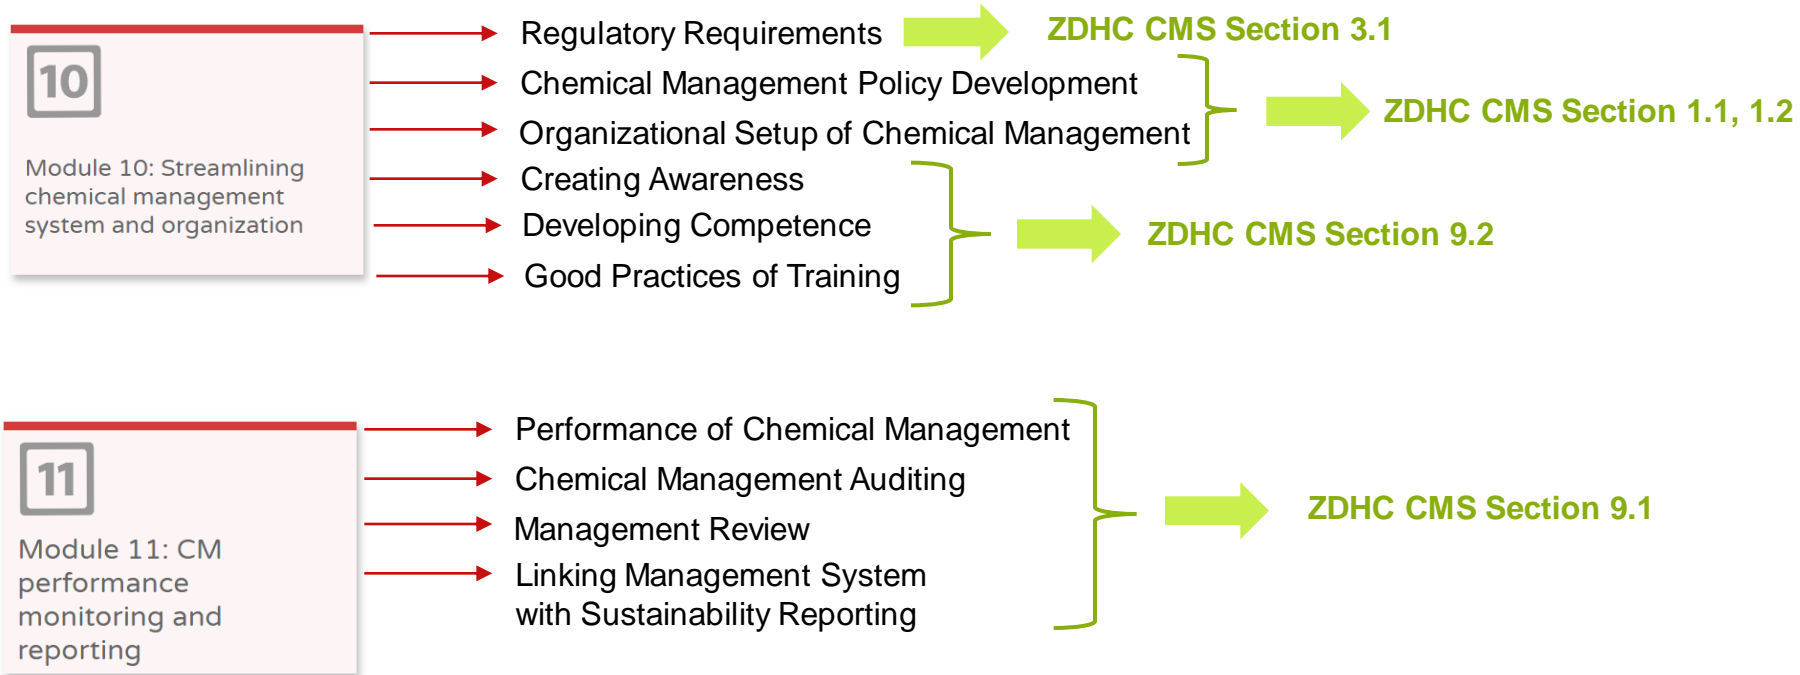 10
Module 10: Streamlining
chemical management
system and organization
Regulatory Requirements
ZDHC CMS Section 3.1
Chemical Management Policy Development
Organizational Setup of Chemical Management
ZDHC CMS Section 1.1, 1.2
Creating Awareness
Developing Competence
Good Practices of Training
ZDHC CMS Section 9.2
11
Module 11: CM
performance
monitoring and
reporting
Performance of Chemical Management
Chemical Management Auditing
Management Review
Linking Management System
with Sustainability Reporting
ZDHC CMS Section 9.1